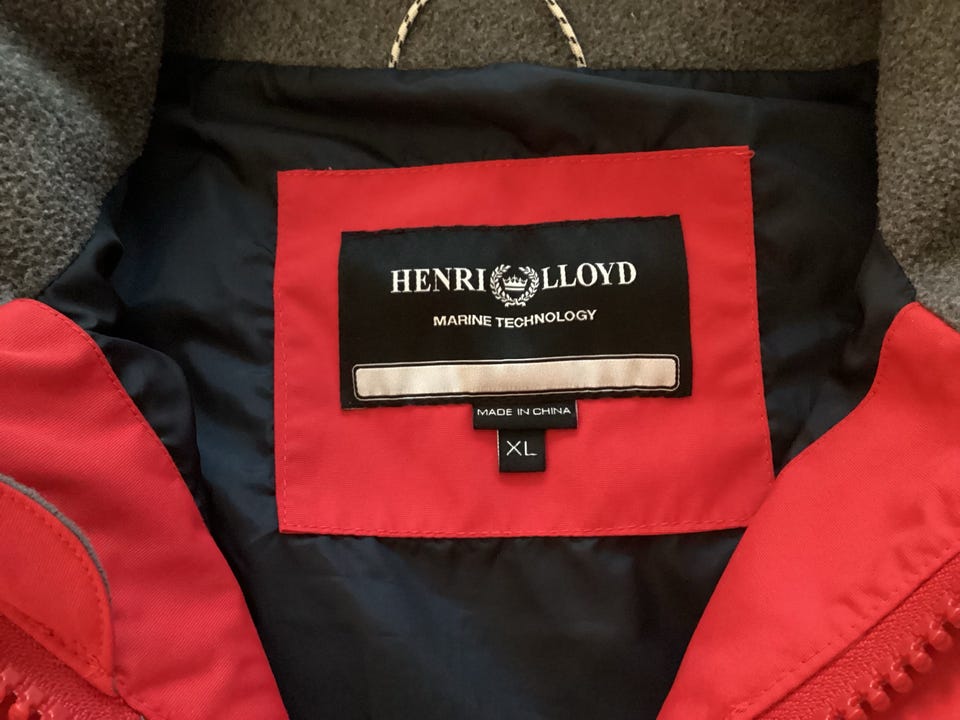 HENRI LLOYD
MARINE TECHNOLOGY
MADE IN CHINA
XL